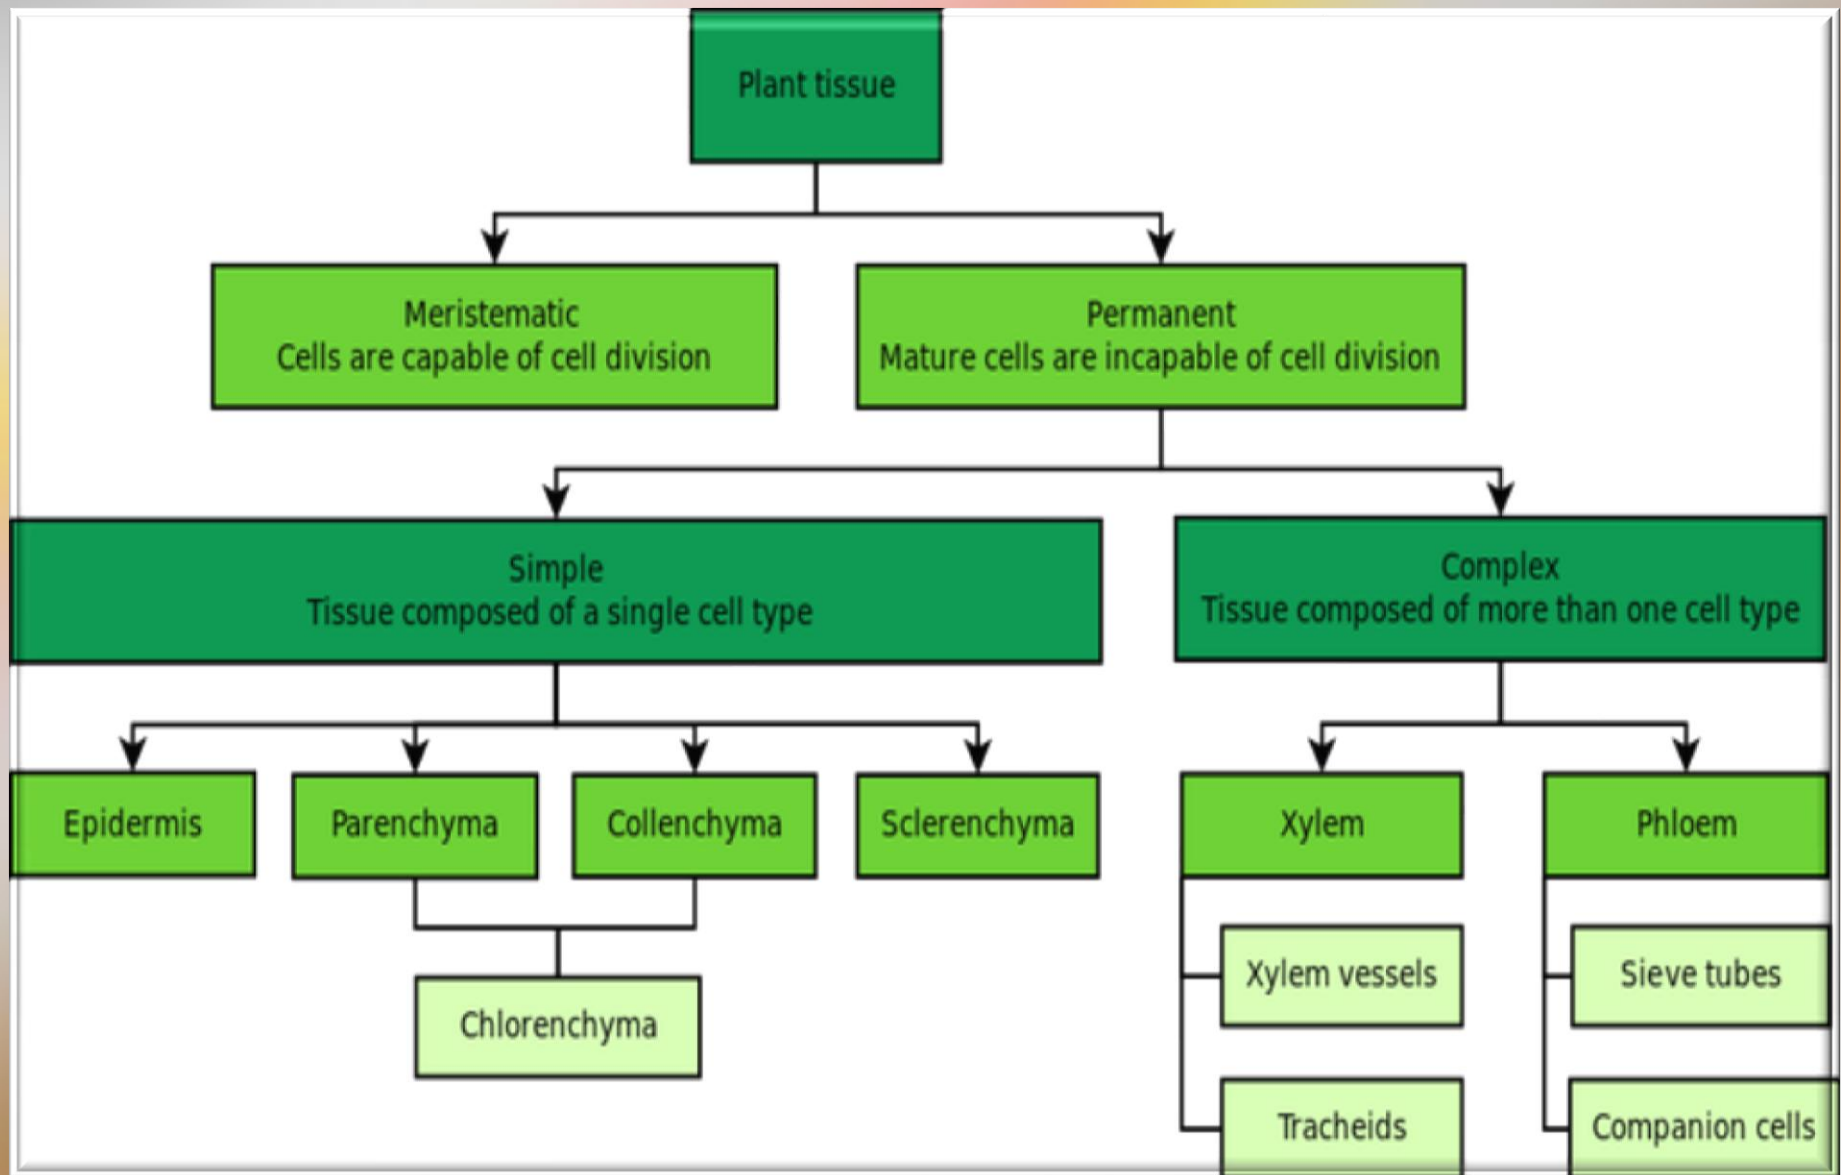 Plant tissue
Meristematic
Cells are capable of cell division
Permanent
Mature cells are incapable of cell division
Simple
Tissue composed of a single cell type
Complex
Tissue composed of more than one cell type
Epidermis
Parenchyma
Collenchyma
Sclerenchyma
Xylem
Phloem
Xylem vessels
Sieve tubes
Chlorenchyma
Tracheids
Companion cells